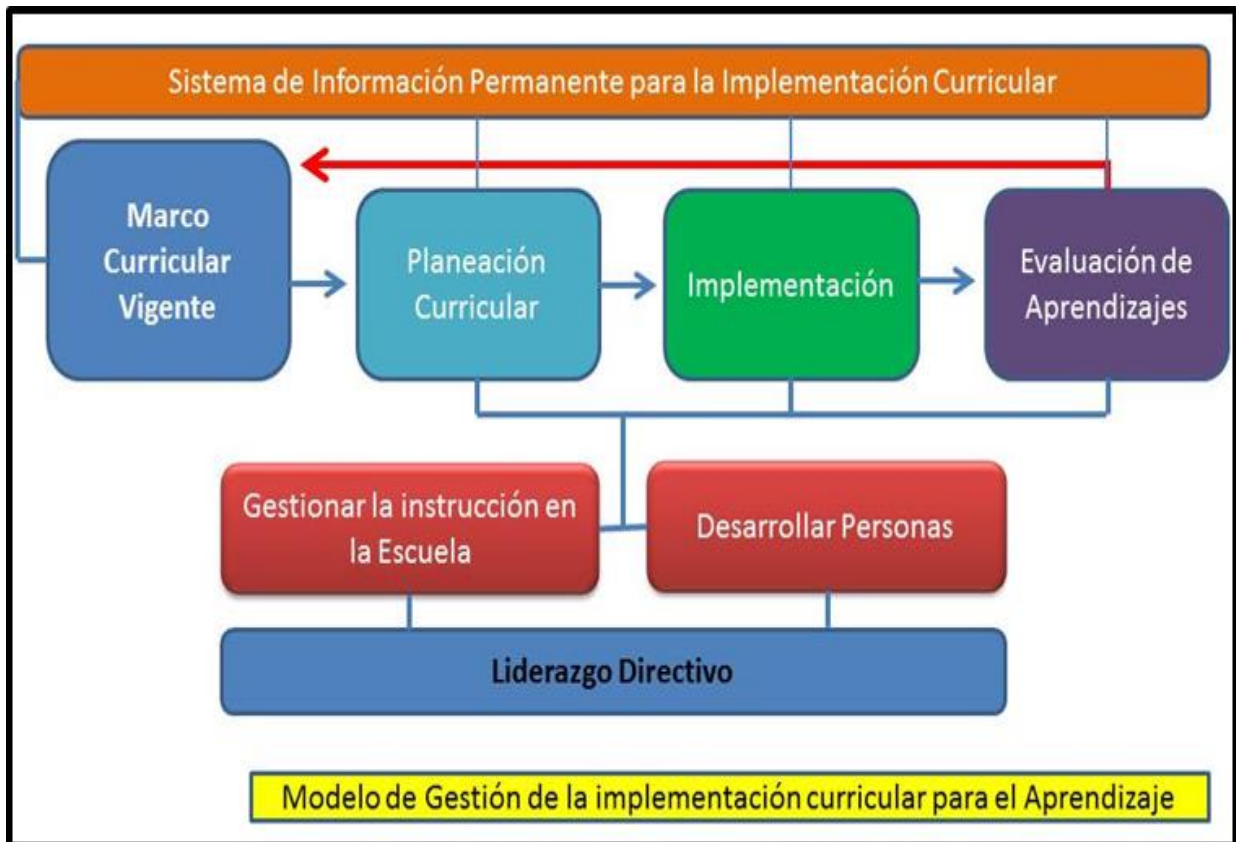 Sistema de Información Permanente para la Implementación Curricular
Marco
Curricular
Vigente
Planeación
Curricular
Implementación
Evaluación de
Aprendizajes
Gestionar la instrucción en
la Escuela
Desarrollar Personas
Liderazgo Directivo
Modelo de Gestión de la implementación curricular para el Aprendizaje